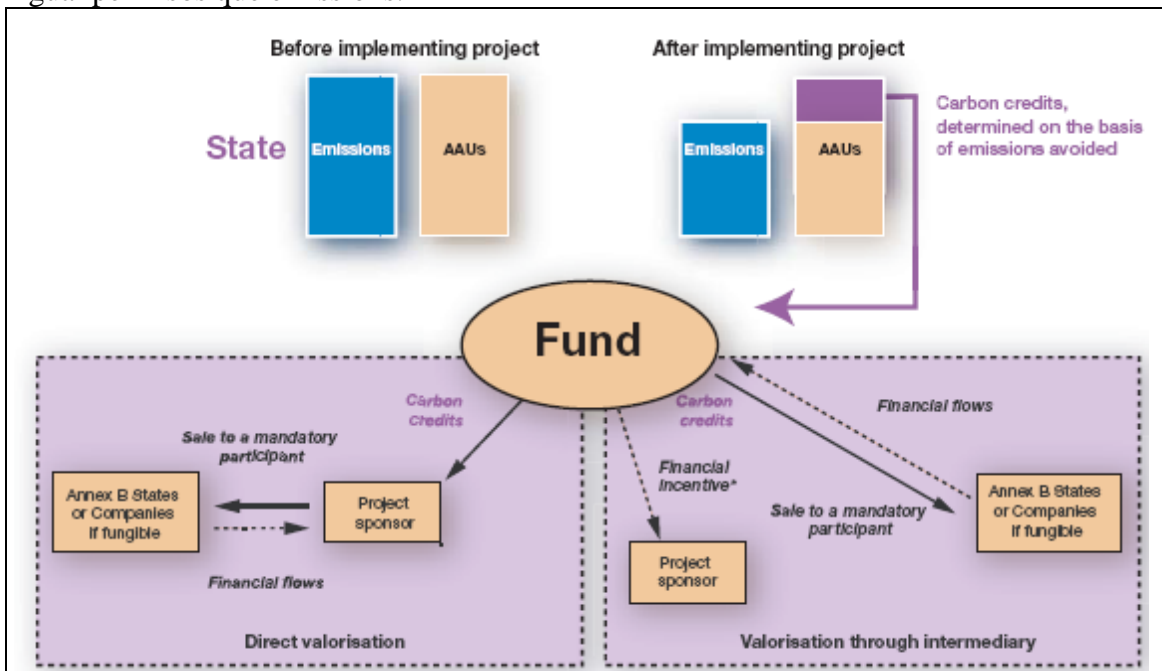 Before implementing project
After implementing project
State
Emissions
AAUs
Emissions
AAUs
Carbon credits,
determined on the basis
of emissions avoided
Fund
Carbon
Credits
Sale to a mandatory
participant
Annex B States
or Companies
if fungible
Project
sponsor
Financial flows
Direct valorisation
Carbon
credits
Financial flows
Financial
incentive*
Sale to a mandatory
participant
Annex B States
or Companies
if fungible
Project
sponsor
Valorisation through intermediary